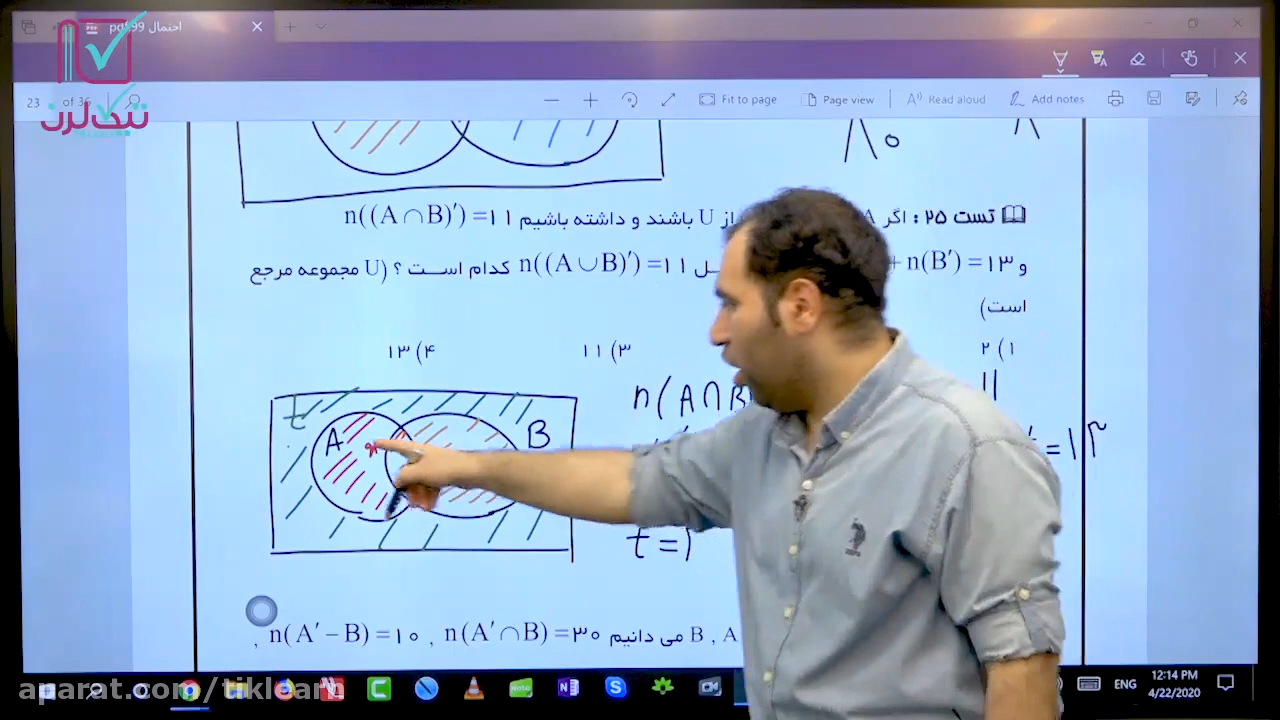 احتمال 99.pdf
تیک لرن
23 of 36
Fit to page
Page view
Read aloud
Add notes
تست ۲۵ : اگر A از U باشند و داشته باشیم n((A∩B)′)=۱۱
و n(B′)=۱۳ + n((A∪B)′)=۱۱ کدام است ؟ (U مجموعه مرجع
است)
۱) ۲
۳) ۱۱
۴) ۱۳
n(A∩B
۱۱
t
A
B
=۱۳
t=
A , B می دانیم n(A′∩B)=۳۰ , n(A′−B)=۱۰ ,
aparat.com/tiklearn
ENG
12:14 PM
4/22/2020